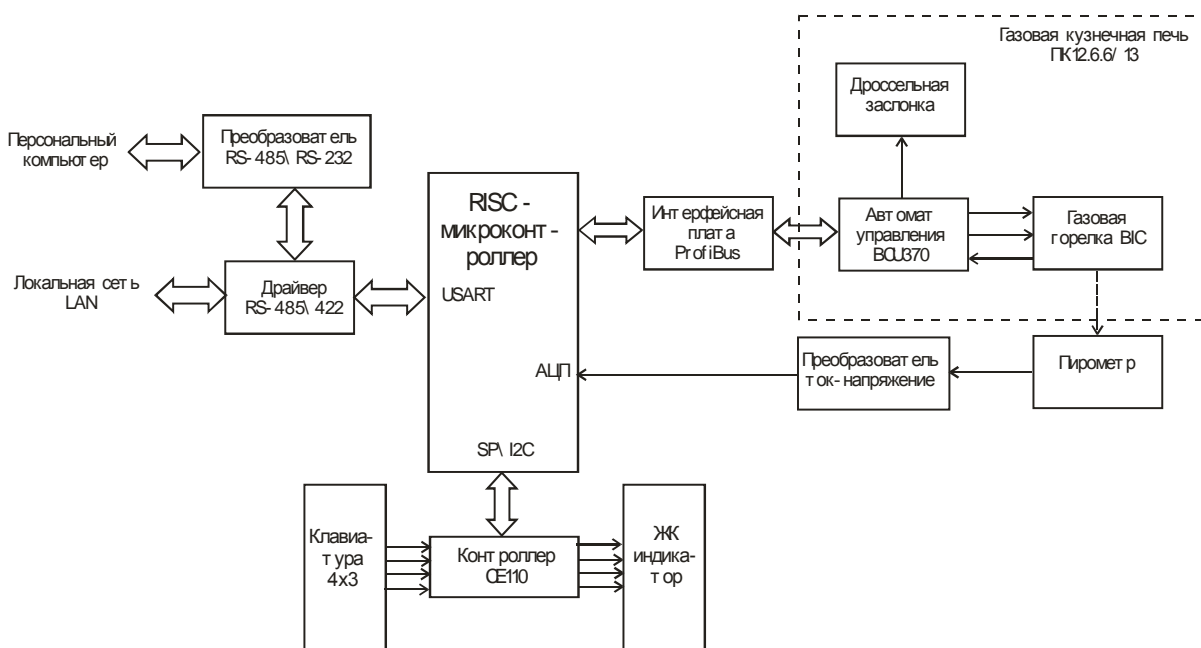 Газовая кузнечная печь
ПК12.6.6/ 13
Дроссельная
заслонка
Персональный
компьютер
Преобразователь
RS-485\ RS-232
RISC -
микроконт-
роллер
Интерфейсная
плата
ProfiBus
Автомат
управления
BCU370
Газовая
горелка BIC
Локальная сеть
LAN
Драйвер
RS-485\ 422
USART
АЦП
Преобразователь
ток-напряжение
Пирометр
SP\ I2C
Клавиа-
тура
4x3
Контроллер
CE110
ЖК
индика-
тор